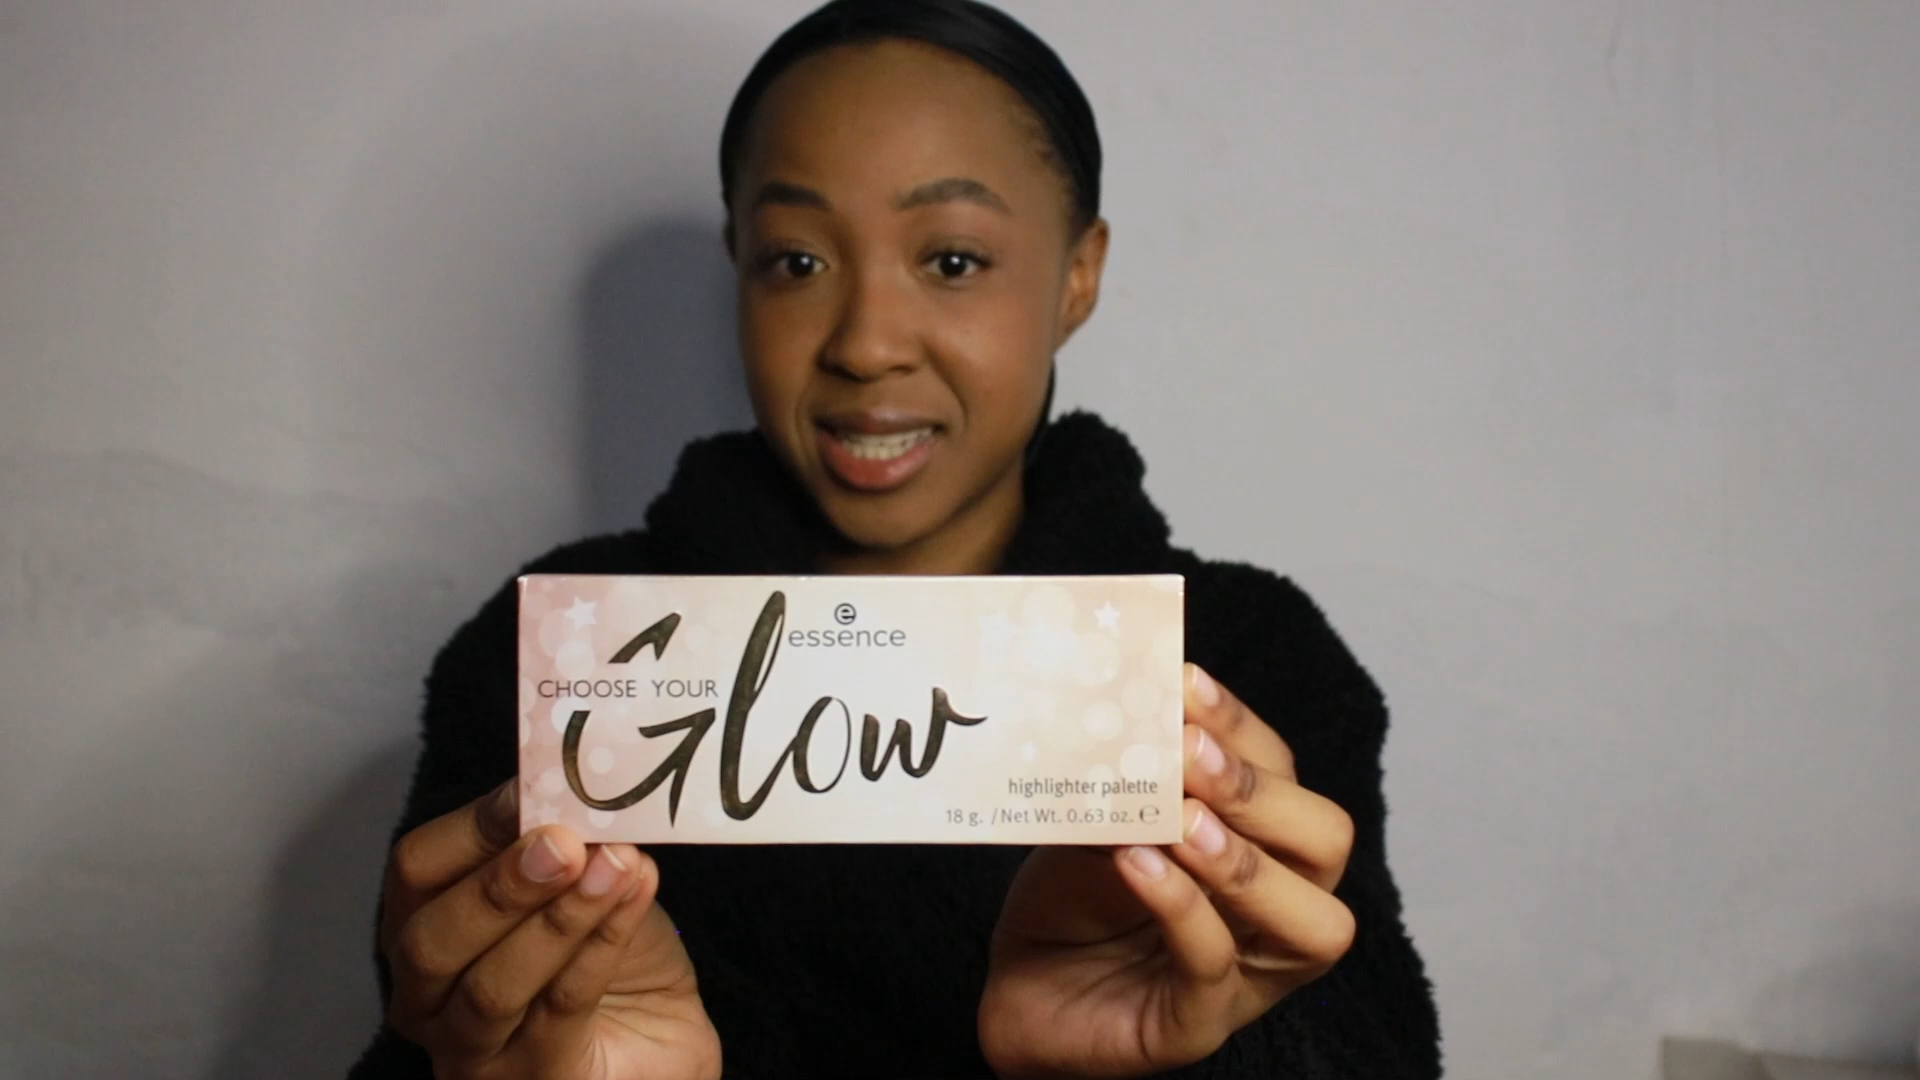 e
essence
CHOOSE YOUR
Glow
highlighter palette
18 g. / Net Wt. 0.63 oz. ℮